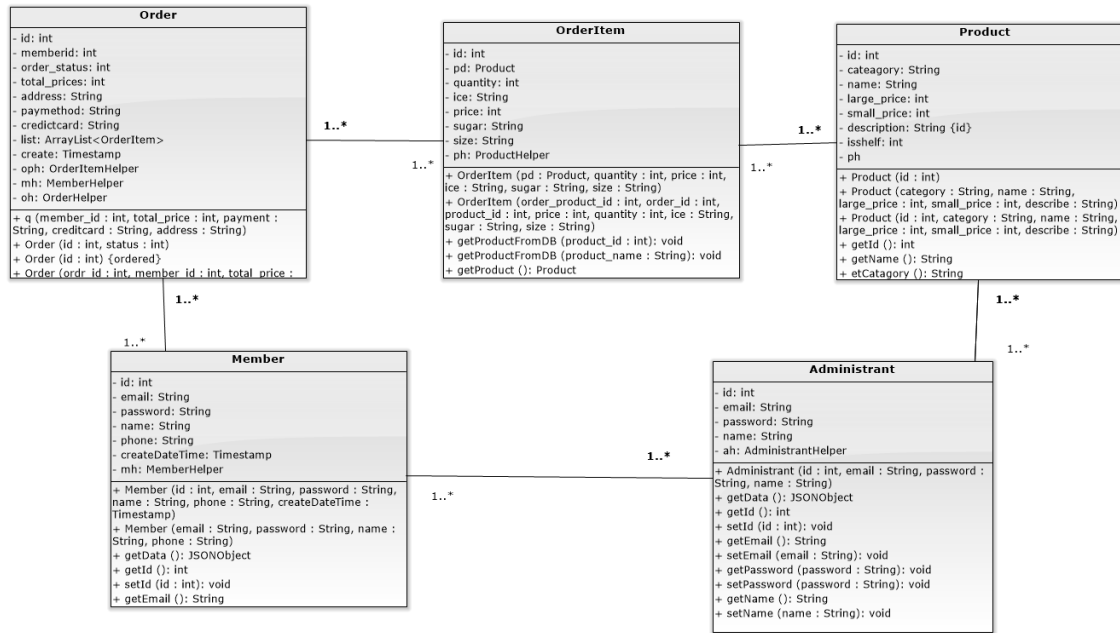 Order
- id: int
- memberid: int
- order_status: int
- total_prices: int
- address: String
- paymethod: String
- credictcard: String
- list: ArrayList<OrderItem>
- create: Timestamp
- oph: OrderItemHelper
- mh: MemberHelper
- oh: OrderHelper
+ q (member_id : int, total_price : int, payment :
String, creditcard : String, address : String)
+ Order (id : int, status : int)
+ Order (id : int) {ordered}
+ Order (ordr_id : int, member_id : int, total_price :
1..*
1..*
OrderItem
- id: int
- pd: Product
- quantity: int
- ice: String
- price: int
- sugar: String
- size: String
- ph: ProductHelper
+ OrderItem (pd : Product, quantity : int, price : int,
ice : String, sugar : String, size : String)
+ OrderItem (order_product_id : int, order_id : int,
product_id : int, price : int, quantity : int, ice : String,
sugar : String, size : String)
+ getProductFromDB (product_id : int): void
+ getProductFromDB (product_name : String): void
+ getProduct (): Product
1..*
1..*
Product
- id: int
- cateagory: String
- name: String
- large_price: int
- small_price: int
- description: String {id}
- isshelf: int
- ph
+ Product (id : int)
+ Product (category : String, name : String,
large_price : int, small_price : int, describe : String)
+ Product (id : int, category : String, name : String,
large_price : int, small_price : int, describe : String)
+ getId (): int
+ getName (): String
+ etCatagory (): String
1..*
1..*
1..*
1..*
Member
- id: int
- email: String
- password: String
- name: String
- phone: String
- createDateTime: Timestamp
- mh: MemberHelper
+ Member (id : int, email : String, password : String,
name : String, phone : String, createDateTime :
Timestamp)
+ Member (email : String, password : String, name :
String, phone : String)
+ getData (): JSONObject
+ getId (): int
+ setId (id : int): void
+ getEmail (): String
1..*
1..*
Administrant
- id: int
- email: String
- password: String
- name: String
- ah: AdministrantHelper
+ Administrant (id : int, email : String, password :
String, name : String)
+ getData (): JSONObject
+ getId (): int
+ setId (id : int): void
+ getEmail (): String
+ setEmail (email : String): void
+ getPassword (password : String): void
+ setPassword (password : String): void
+ getName (): String
+ setName (name : String): void